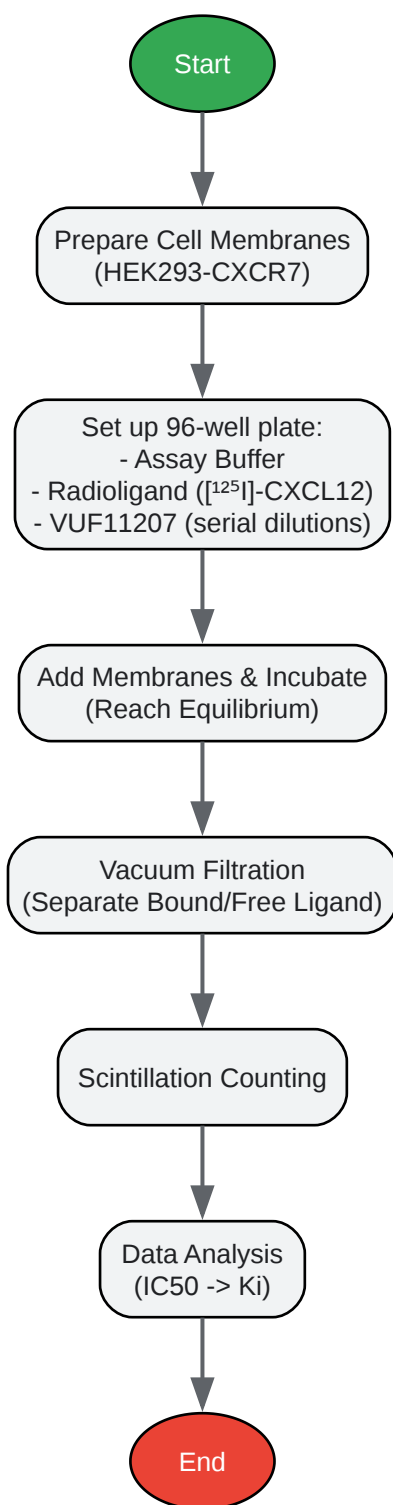 Start
Prepare Cell Membranes
(HEK293-CXCR7)
Set up 96-well plate:
- Assay Buffer
- Radioligand ([¹²⁵I]-CXCL12)
- VUF11207 (serial dilutions)
Add Membranes & Incubate
(Reach Equilibrium)
Vacuum Filtration
(Separate Bound/Free Ligand)
Scintillation Counting
Data Analysis
(IC50 -> Ki)
End